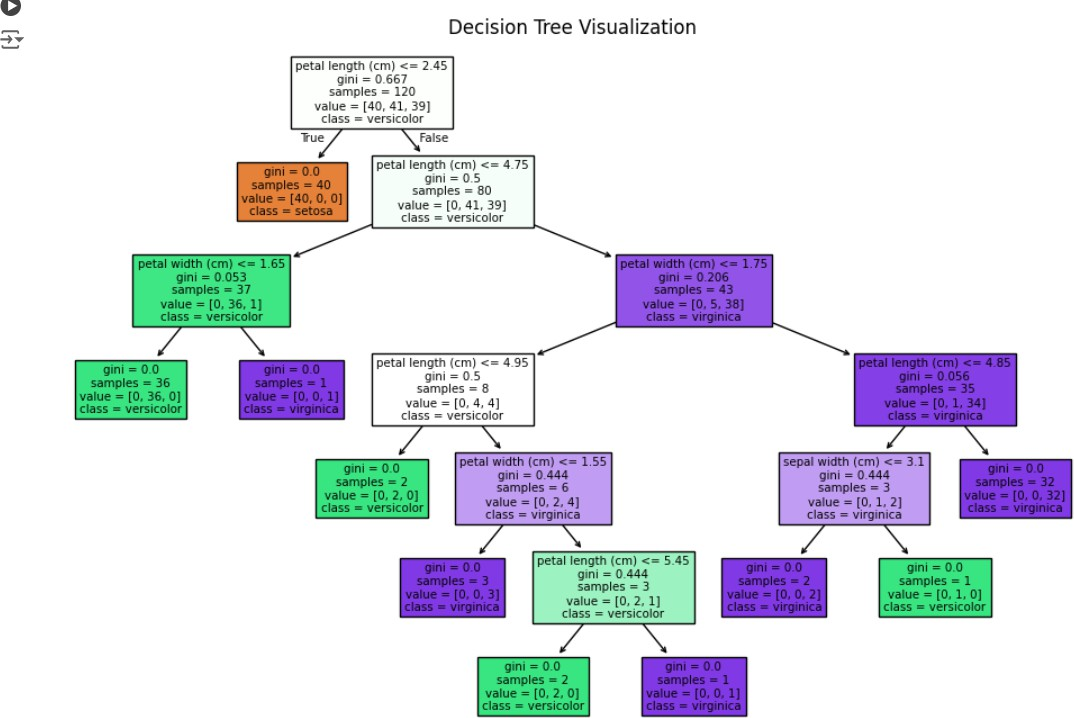 Decision Tree Visualization
petal length (cm) <= 2.45
gini = 0.667
samples = 120
value = [40, 41, 39]
class = versicolor
True
False
gini = 0.0
samples = 40
value = [40, 0, 0]
class = setosa
petal length (cm) <= 4.75
gini = 0.5
samples = 80
value = [0, 41, 39]
class = versicolor
petal width (cm) <= 1.65
gini = 0.053
samples = 37
value = [0, 36, 1]
class = versicolor
petal width (cm) <= 1.75
gini = 0.206
samples = 43
value = [0, 5, 38]
class = virginica
gini = 0.0
samples = 36
value = [0, 36, 0]
class = versicolor
gini = 0.0
samples = 1
value = [0, 0, 1]
class = virginica
petal length (cm) <= 4.95
gini = 0.5
samples = 8
value = [0, 4, 4]
class = versicolor
petal length (cm) <= 4.85
gini = 0.056
samples = 35
value = [0, 1, 34]
class = virginica
gini = 0.0
samples = 2
value = [0, 2, 0]
class = versicolor
petal width (cm) <= 1.55
gini = 0.444
samples = 6
value = [0, 2, 4]
class = virginica
sepal width (cm) <= 3.1
gini = 0.444
samples = 3
value = [0, 1, 2]
class = virginica
gini = 0.0
samples = 32
value = [0, 0, 32]
class = virginica
gini = 0.0
samples = 3
value = [0, 0, 3]
class = virginica
petal length (cm) <= 5.45
gini = 0.444
samples = 3
value = [0, 2, 1]
class = versicolor
gini = 0.0
samples = 2
value = [0, 0, 2]
class = virginica
gini = 0.0
samples = 1
value = [0, 1, 0]
class = versicolor
gini = 0.0
samples = 2
value = [0, 2, 0]
class = versicolor
gini = 0.0
samples = 1
value = [0, 0, 1]
class = virginica